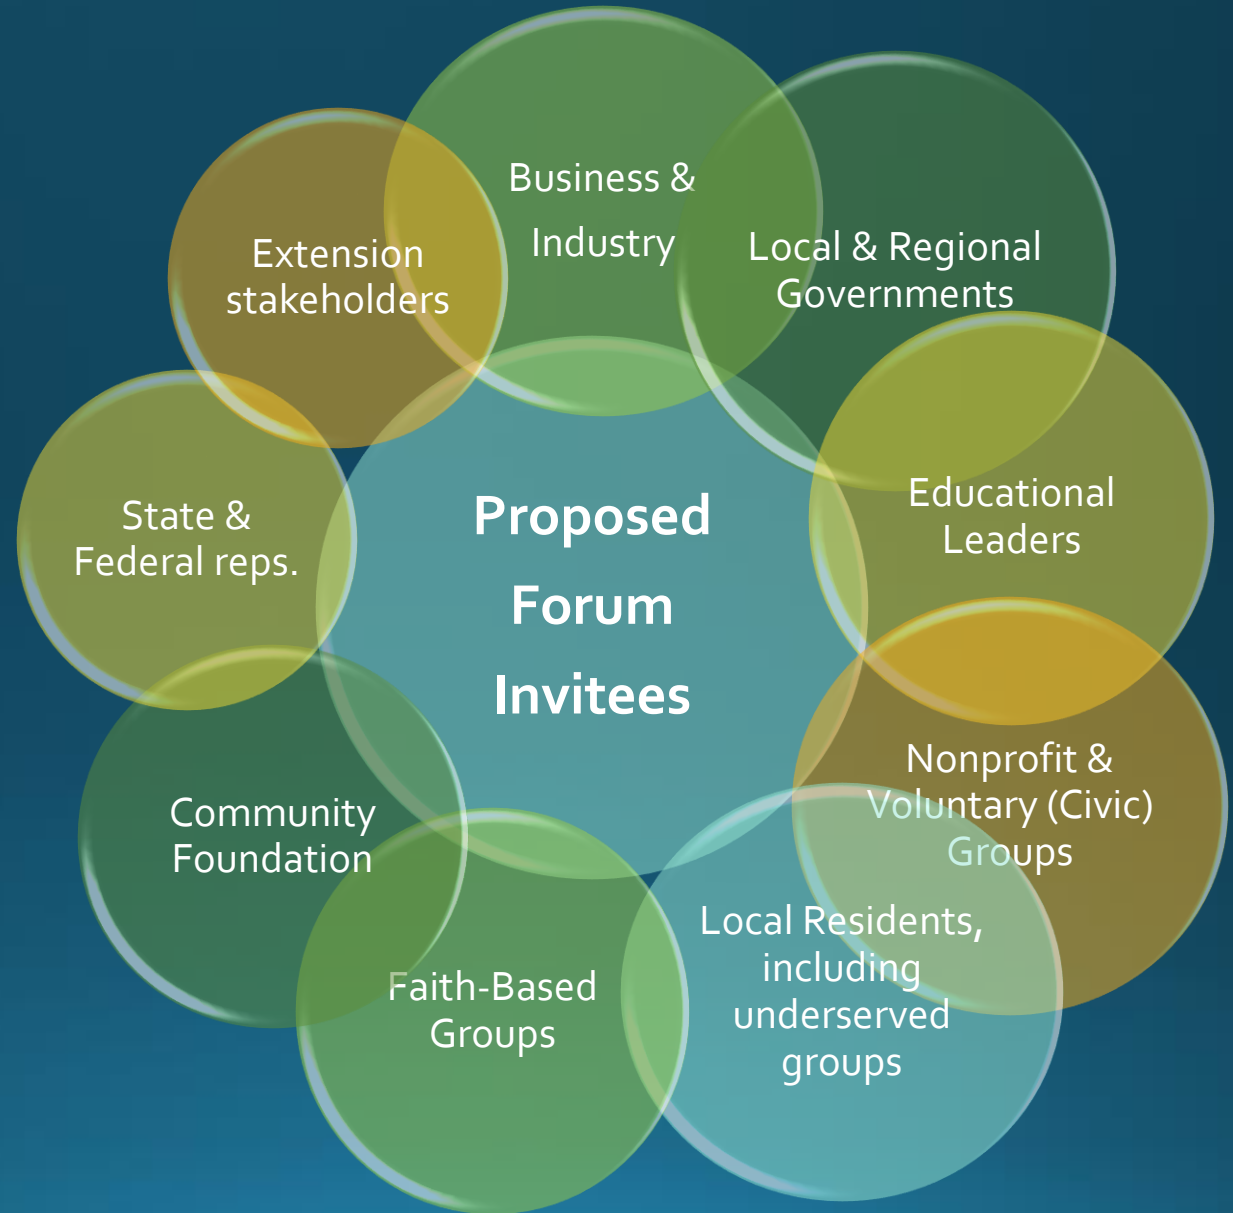 Proposed
Forum
Invitees
Business &
Industry
Local & Regional
Governments
Educational
Leaders
Nonprofit &
Voluntary (Civic)
Groups
Local Residents,
including
underserved
groups
Faith-Based
Groups
Community
Foundation
State &
Federal reps.
Extension
stakeholders